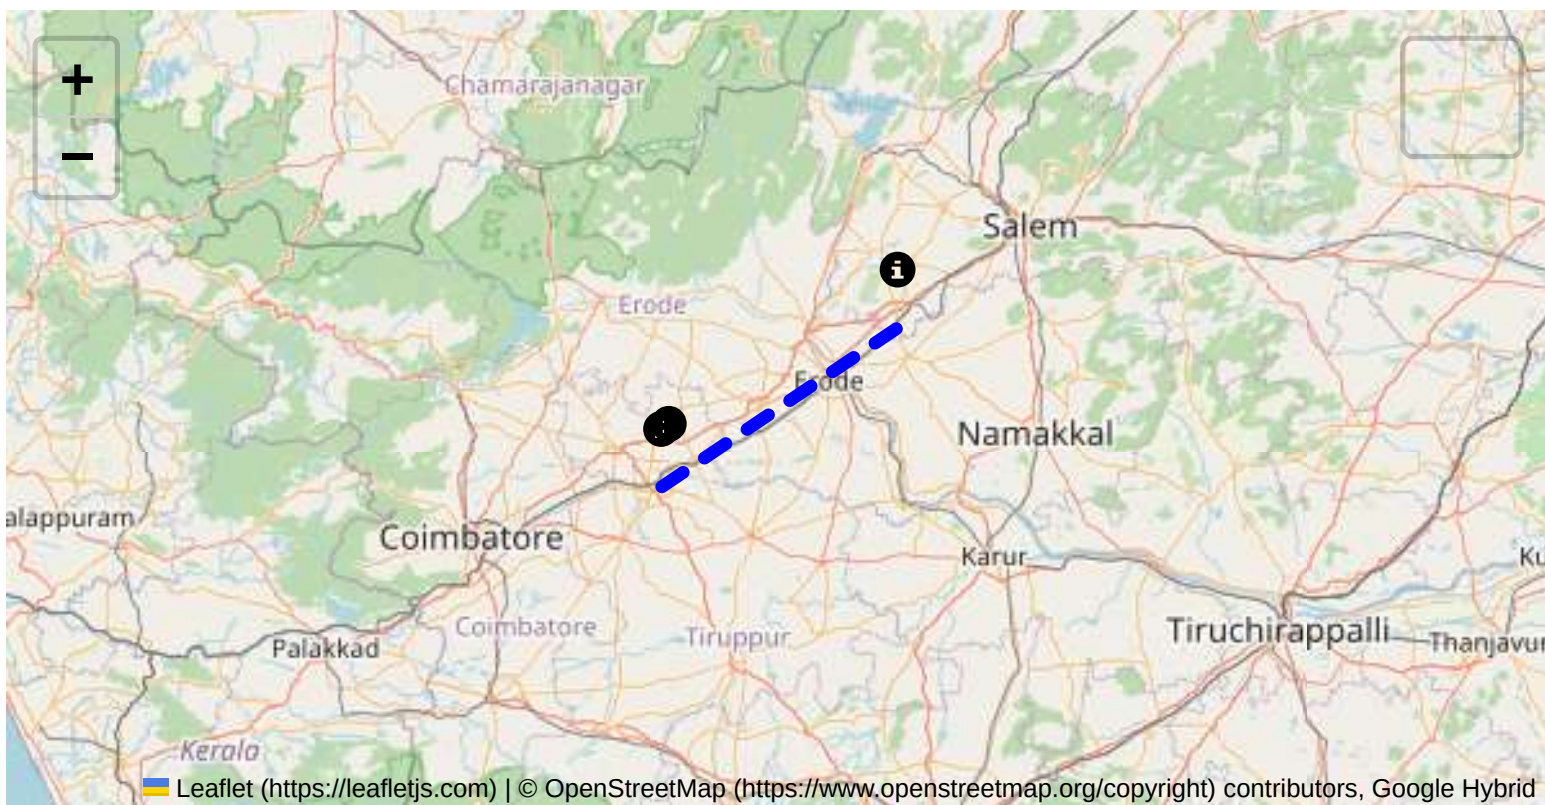 +
−
Chamarajanagar
Salem
i
Erode
Erode
Namakkal
alappuram
Coimbatore
Karur
Ku
Coimbatore
Tiruppur
Tiruchirappalli
Palakkad
Thanjavur
Kerala
Leaflet (https://leafletjs.com) | © OpenStreetMap (https://www.openstreetmap.org/copyright) contributors, Google Hybrid